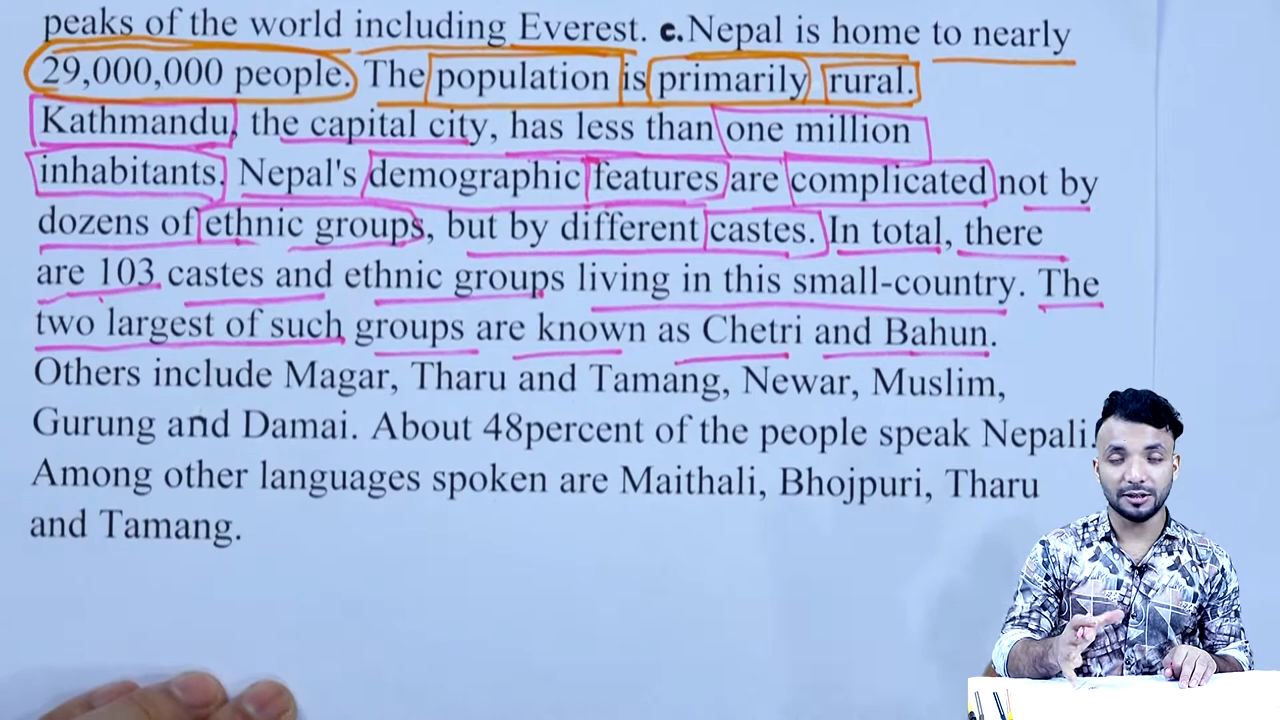 peaks of the world including Everest. c.Nepal is home to nearly
29,000,000 people. The population is primarily rural.
Kathmandu, the capital city, has less than one million
inhabitants. Nepal's demographic features are complicated not by
dozens of ethnic groups, but by different castes. In total, there
are 103 castes and ethnic groups living in this small-country. The
two largest of such groups are known as Chetri and Bahun.
Others include Magar, Tharu and Tamang, Newar, Muslim,
Gurung and Damai. About 48percent of the people speak Nepali.
Among other languages spoken are Maithali, Bhojpuri, Tharu
and Tamang.